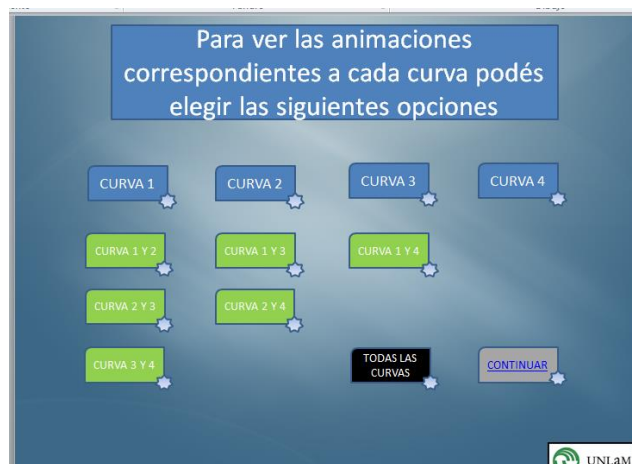 Para ver las animaciones
correspondientes a cada curva podés
elegir las siguientes opciones
CURVA 1
CURVA 2
CURVA 3
CURVA 4
CURVA 1 Y 2
CURVA 1 Y 3
CURVA 1 Y 4
CURVA 2 Y 3
CURVA 2 Y 4
CURVA 3 Y 4
TODAS LAS
CURVAS
CONTINUAR
UNLaM